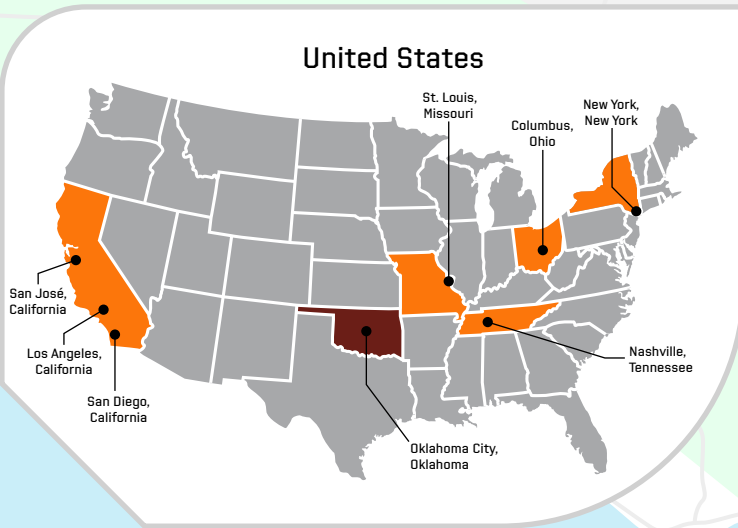 United States
St. Louis,
Missouri
Columbus,
Ohio
New York,
New York
San José,
California
Los Angeles,
California
San Diego,
California
Nashville,
Tennessee
Oklahoma City,
Oklahoma